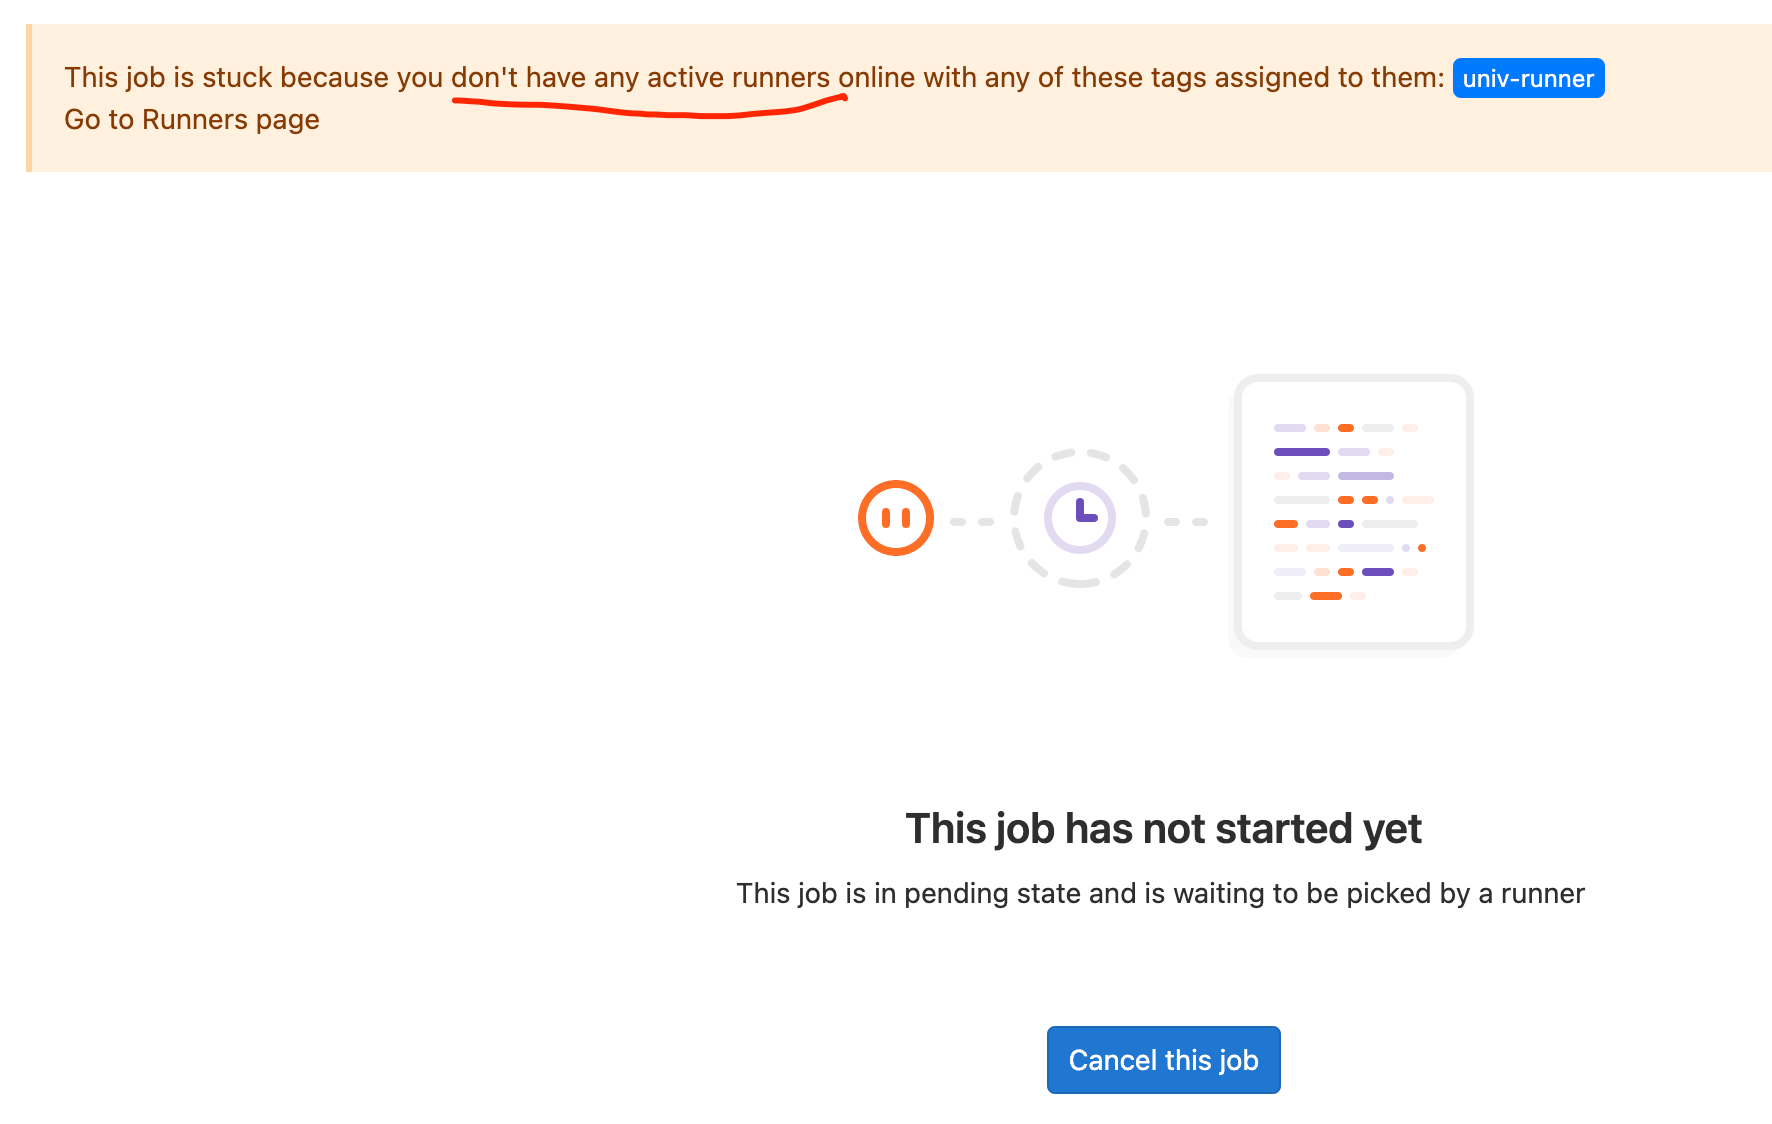 This job is stuck because you don't have any active runners online with any of these tags assigned to them: univ-runner
Go to Runners page
This job has not started yet
This job is in pending state and is waiting to be picked by a runner
Cancel this job